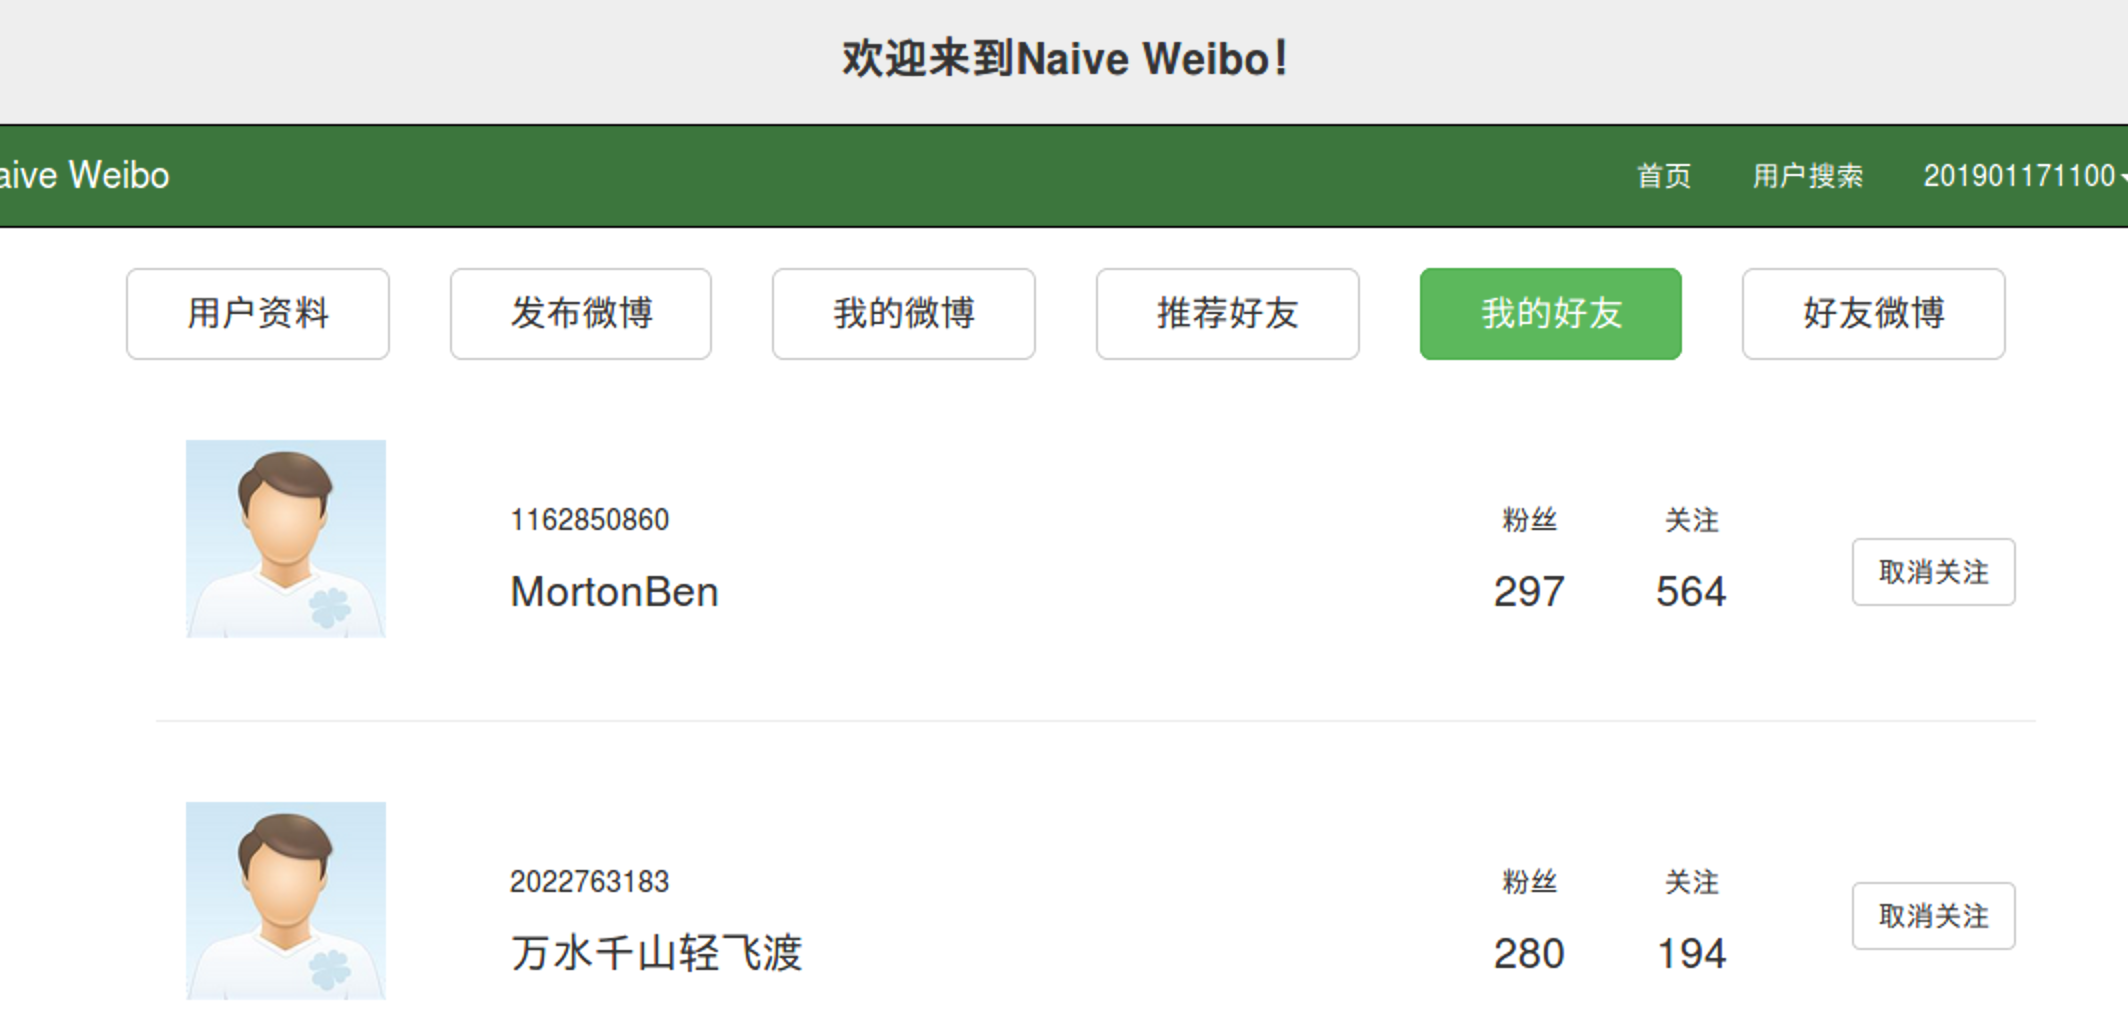 欢迎来到Naive Weibo！
aive Weibo
首页 用户搜索 201901171100
用户资料 发布微博 我的微博 推荐好友 我的好友 好友微博
1162850860 粉丝 关注
MortonBen 297 564
取消关注
2022763183 粉丝 关注
万水千山轻飞渡 280 194
取消关注